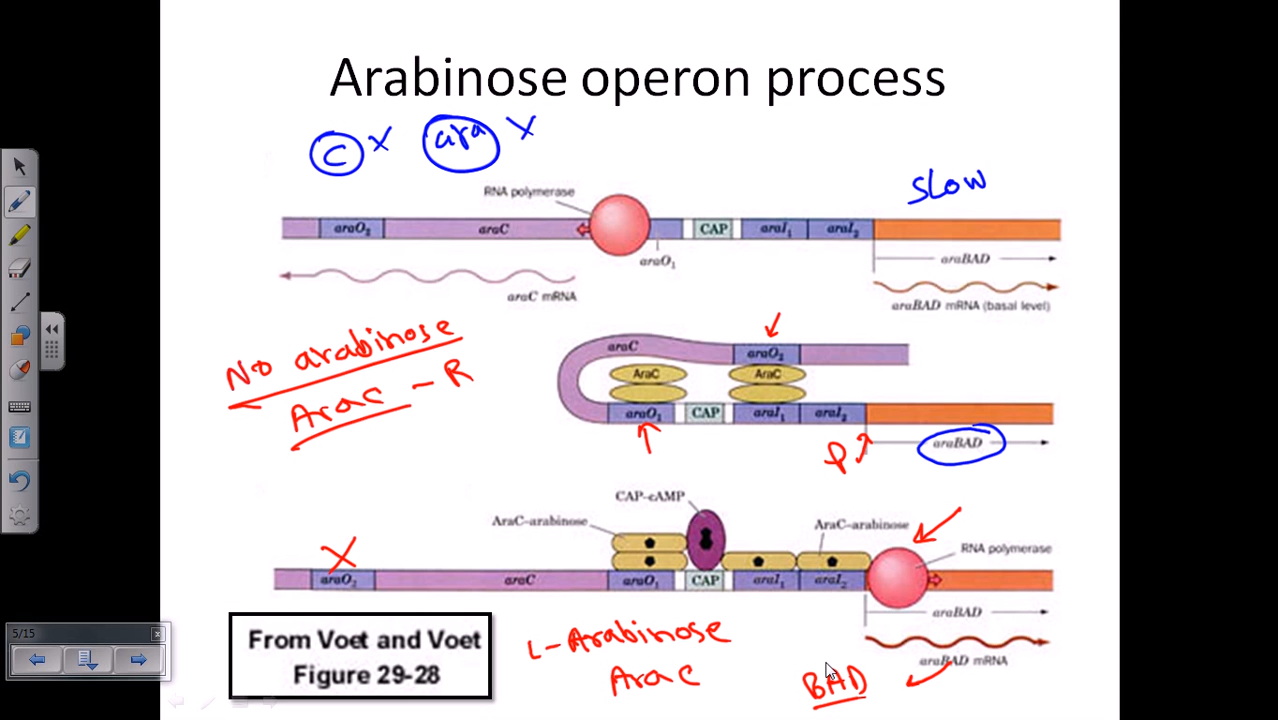 Arabinose operon process
C X ara X
slow
RNA polymerase
araO2 araC CAP araI1 araI2
araO1
araBAD
araC mRNA
araBAD mRNA (basal level)
No arabinose
AraC - R
araC
araO2
AraC AraC
araO1 CAP araI1 araI2
P
araBAD
CAP–cAMP
AraC–arabinose
AraC–arabinose
RNA polymerase
X
araO2 araC araO1 CAP araI1 araI2
araBAD
araBAD mRNA
From Voet and Voet
Figure 29-28
L-Arabinose
AraC
BAD
5/15